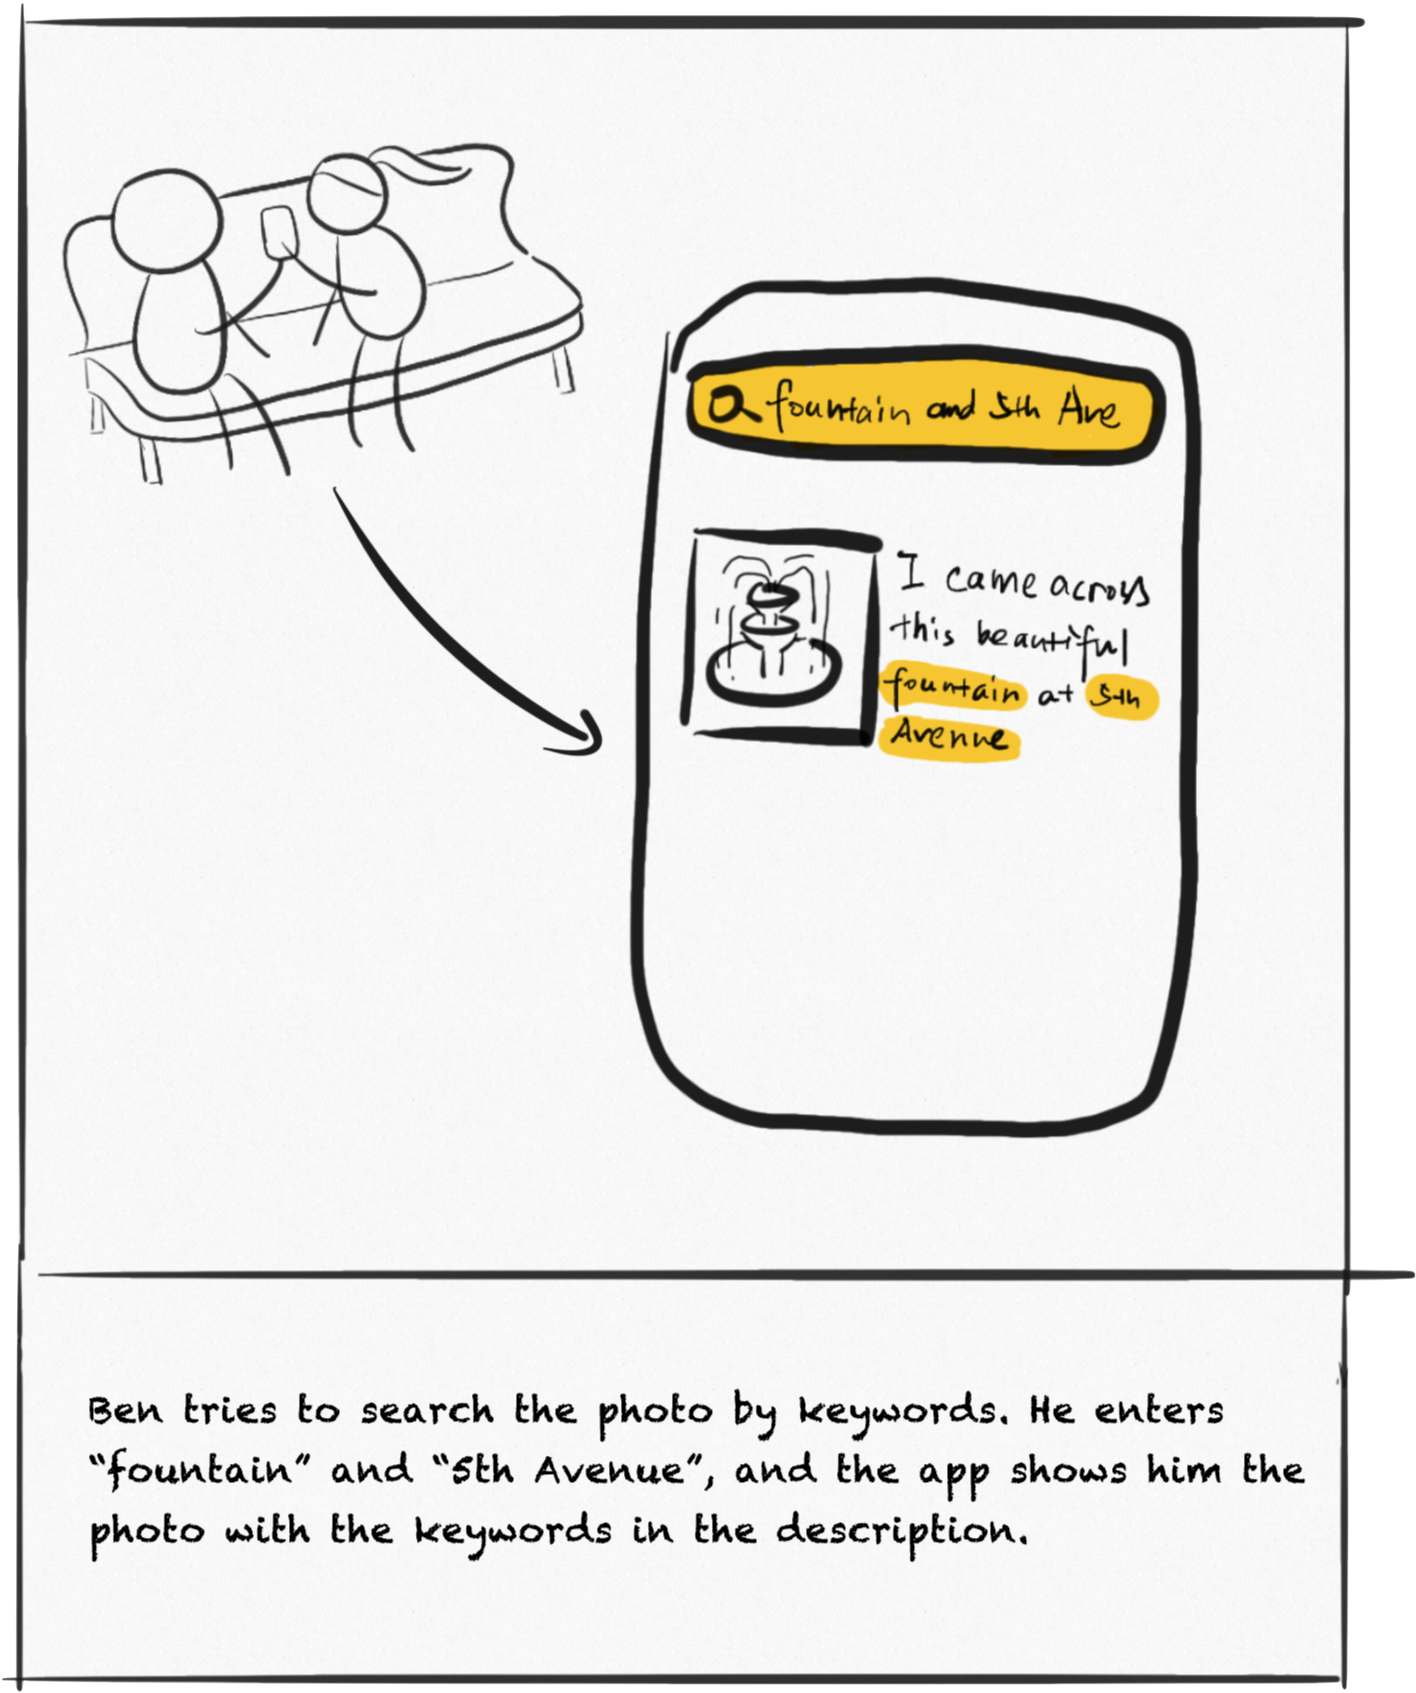 fountain and 5th Ave
I came across
this beautiful
fountain at 5th
Avenue
Ben tries to search the photo by keywords. He enters
“fountain” and “5th Avenue”, and the app shows him the
photo with the keywords in the description.